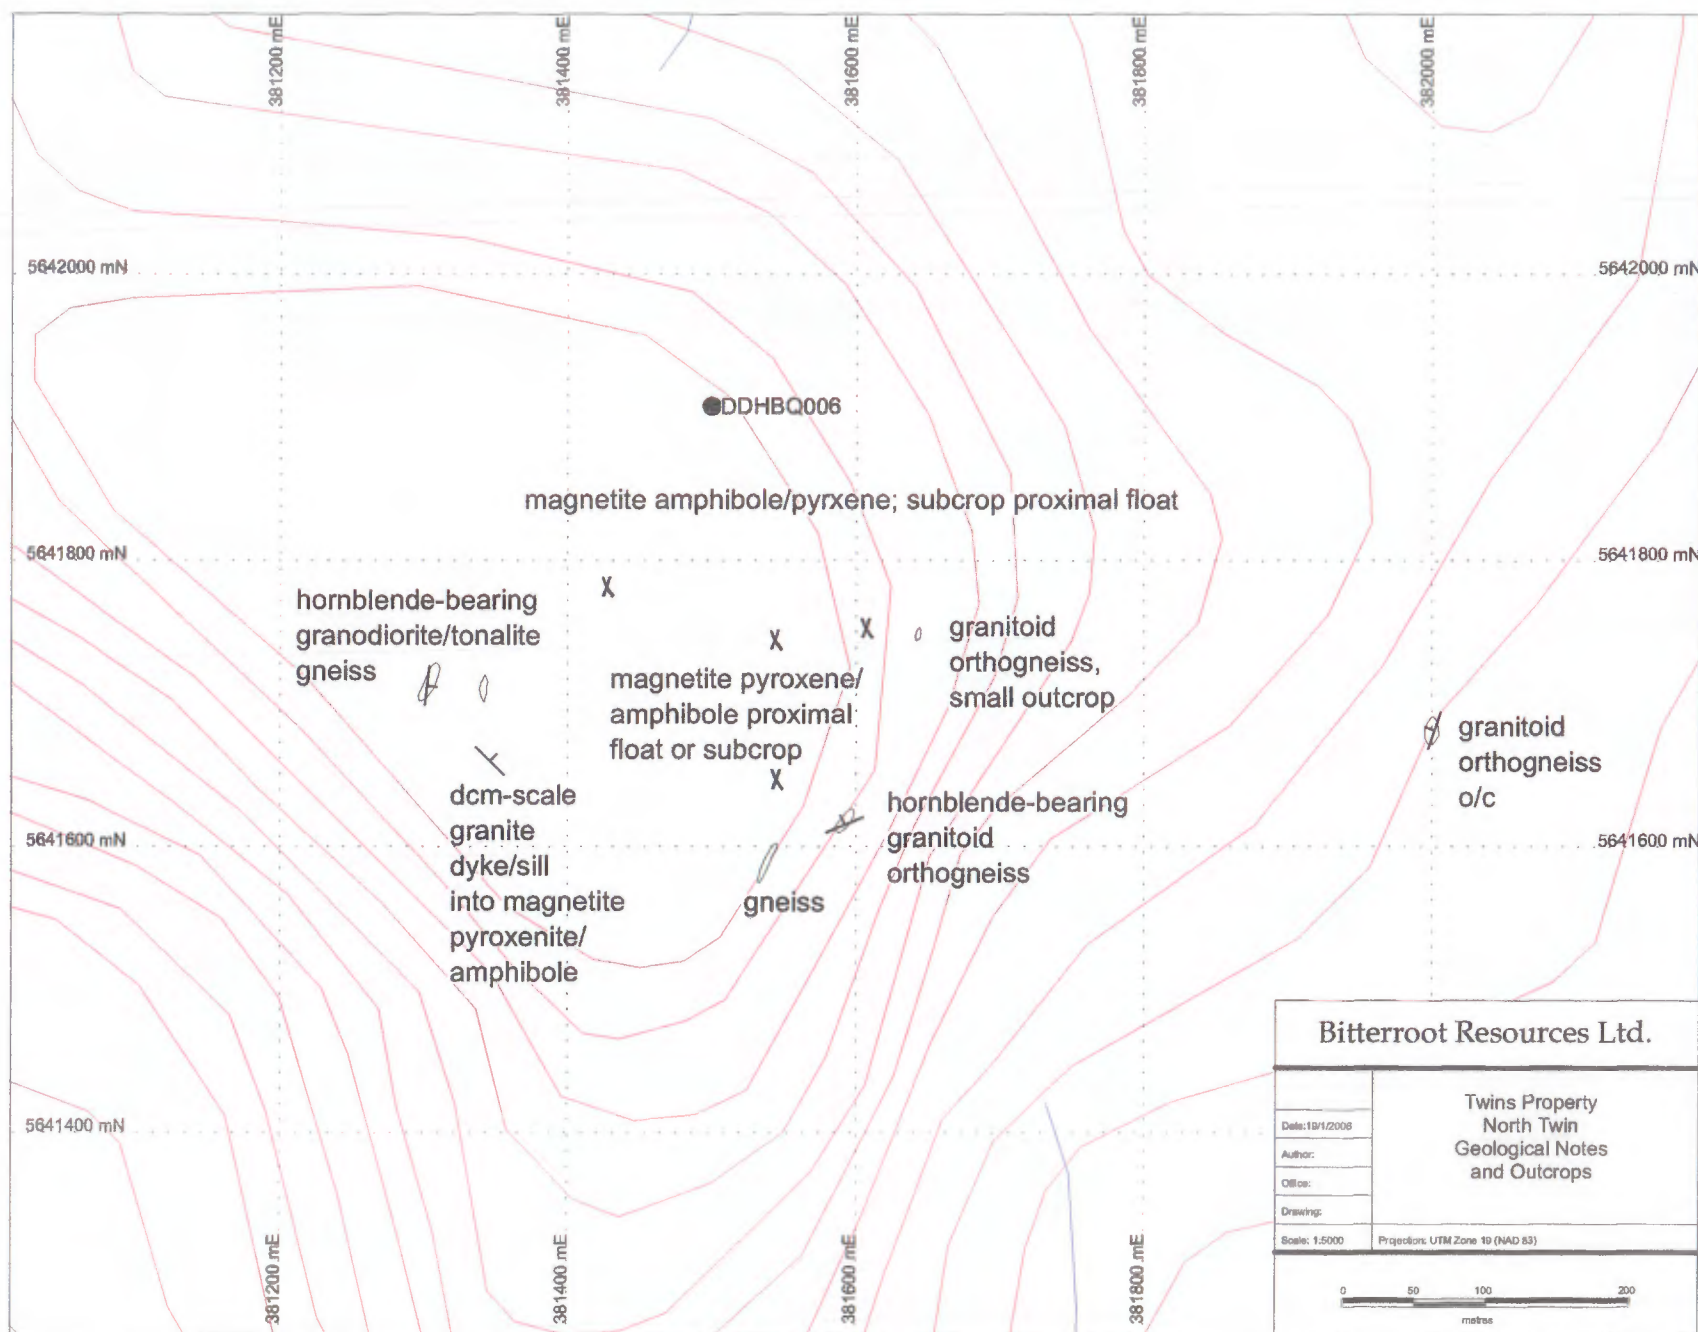 381200 mE
381400 mE
381600 mE
381800 mE
382000 mE
5642000 mN
5642000 mN
DDHBQ006
magnetite amphibole/pyrxene; subcrop proximal float
5641800 mN
5641800 mN
hornblende-bearing
granodiorite/tonalite
gneiss
X
X
X
X
magnetite pyroxene/
amphibole proximal
float or subcrop
granitoid
orthogneiss,
small outcrop
granitoid
orthogneiss
o/c
dcm-scale
granite
dyke/sill
into magnetite
pyroxenite/
amphibole
hornblende-bearing
granitoid
orthogneiss
gneiss
5641600 mN
5641600 mN
5641400 mN
381200 mE
381400 mE
381600 mE
381800 mE
Bitterroot Resources Ltd.
Twins Property
North Twin
Geological Notes
and Outcrops
Date:19/1/2006
Author:
Office:
Drawing:
Scale: 1:5000
Projection: UTM Zone 19 (NAD 83)
0 50 100 200
metres